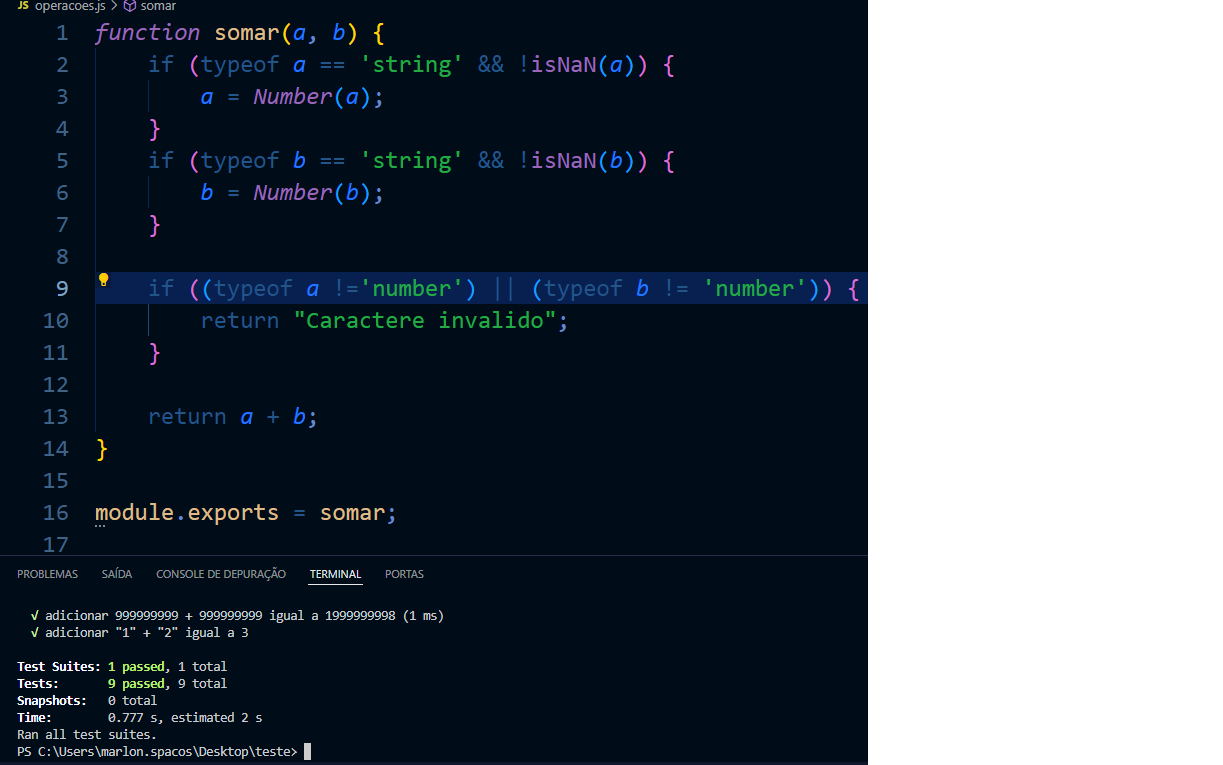 JS operacoes.js > somar
1 function somar(a, b) {
2 if (typeof a == 'string' && !isNaN(a)) {
3 a = Number(a);
4 }
5 if (typeof b == 'string' && !isNaN(b)) {
6 b = Number(b);
7 }
8
9 if ((typeof a !='number') || (typeof b != 'number')) {
10 return "Caractere invalido";
11 }
12
13 return a + b;
14 }
15
16 module.exports = somar;
17
PROBLEMAS SAÍDA CONSOLE DE DEPURAÇÃO TERMINAL PORTAS
√ adicionar 999999999 + 999999999 igual a 1999999998 (1 ms)
√ adicionar "1" + "2" igual a 3
Test Suites: 1 passed, 1 total
Tests: 9 passed, 9 total
Snapshots: 0 total
Time: 0.777 s, estimated 2 s
Ran all test suites.
PS C:\Users\marlon.spacos\Desktop\teste>